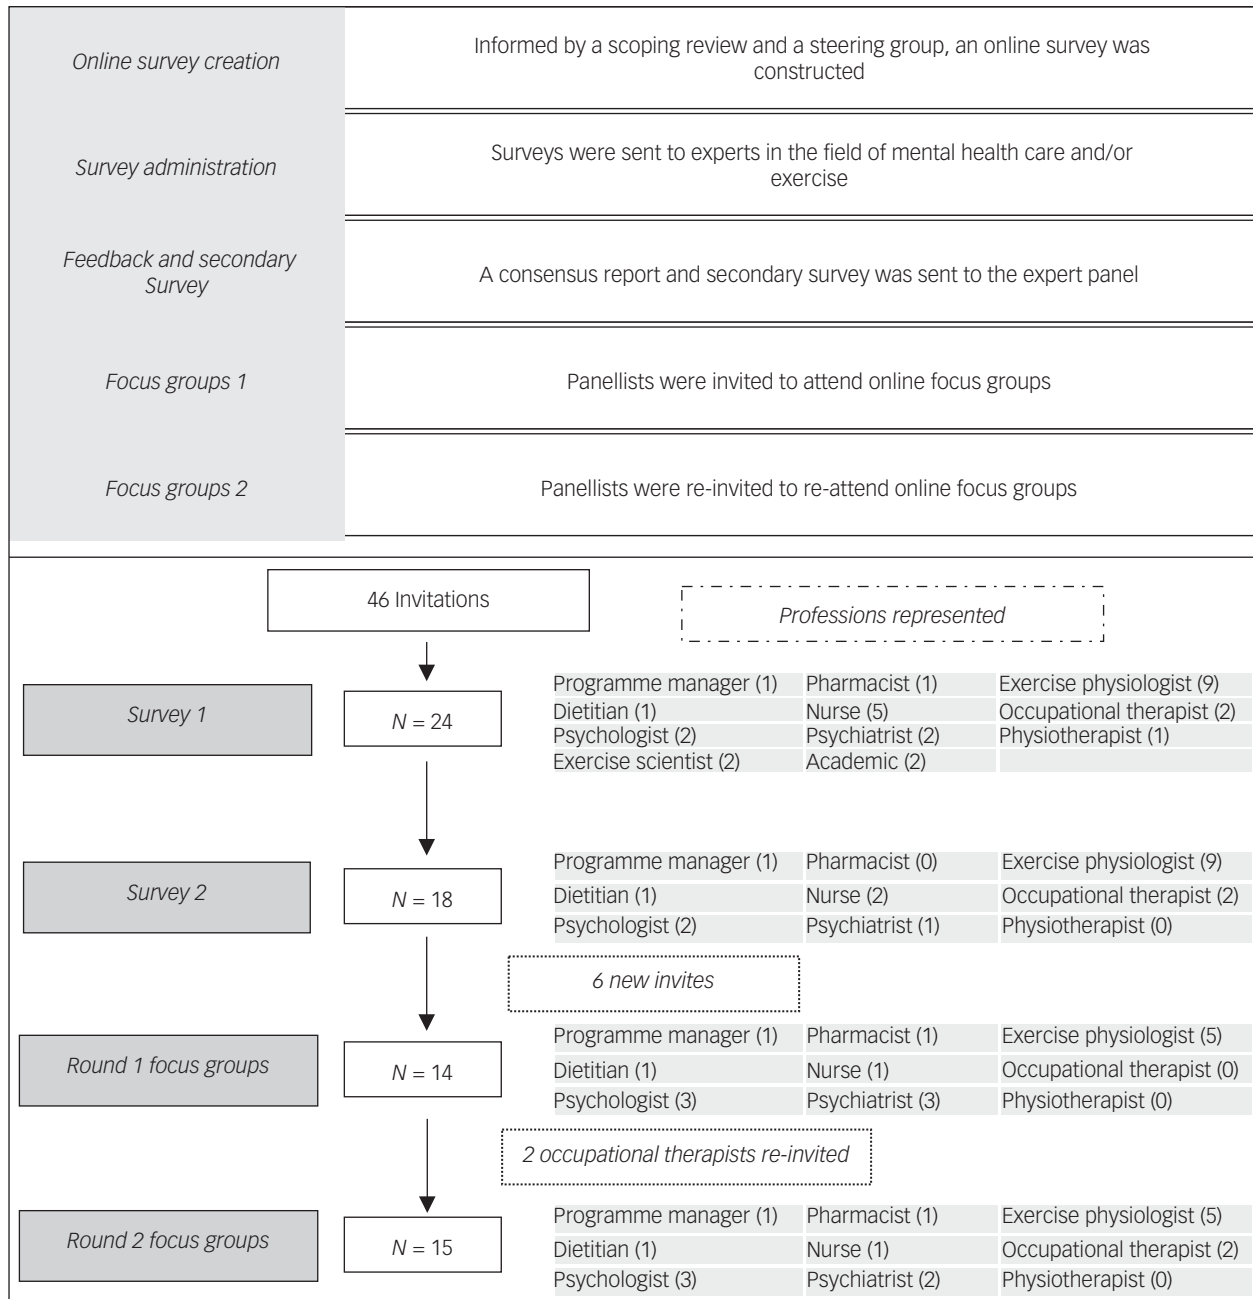 Online survey creation
Informed by a scoping review and a steering group, an online survey was
constructed
Survey administration
Surveys were sent to experts in the field of mental health care and/or
exercise
Feedback and secondary
Survey
A consensus report and secondary survey was sent to the expert panel
Focus groups 1
Panellists were invited to attend online focus groups
Focus groups 2
Panellists were re-invited to re-attend online focus groups
46 Invitations
Professions represented
Survey 1
N = 24
Programme manager (1) Pharmacist (1) Exercise physiologist (9)
Dietitian (1) Nurse (5) Occupational therapist (2)
Psychologist (2) Psychiatrist (2) Physiotherapist (1)
Exercise scientist (2) Academic (2)
Survey 2
N = 18
Programme manager (1) Pharmacist (0) Exercise physiologist (9)
Dietitian (1) Nurse (2) Occupational therapist (2)
Psychologist (2) Psychiatrist (1) Physiotherapist (0)
6 new invites
Round 1 focus groups
N = 14
Programme manager (1) Pharmacist (1) Exercise physiologist (5)
Dietitian (1) Nurse (1) Occupational therapist (0)
Psychologist (3) Psychiatrist (3) Physiotherapist (0)
2 occupational therapists re-invited
Round 2 focus groups
N = 15
Programme manager (1) Pharmacist (1) Exercise physiologist (5)
Dietitian (1) Nurse (1) Occupational therapist (2)
Psychologist (3) Psychiatrist (2) Physiotherapist (0)